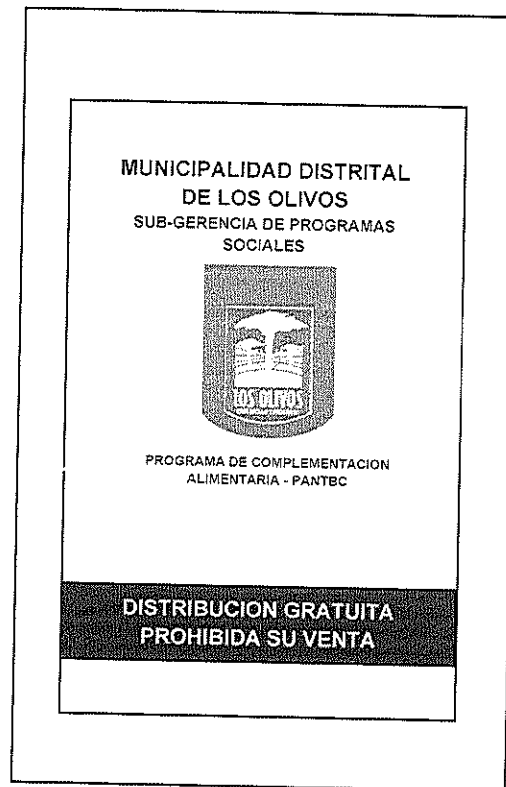 MUNICIPALIDAD DISTRITAL
DE LOS OLIVOS
SUB-GERENCIA DE PROGRAMAS
SOCIALES
LOS OLIVOS
PROGRAMA DE COMPLEMENTACION
ALIMENTARIA - PANTBC
DISTRIBUCION GRATUITA
PROHIBIDA SU VENTA